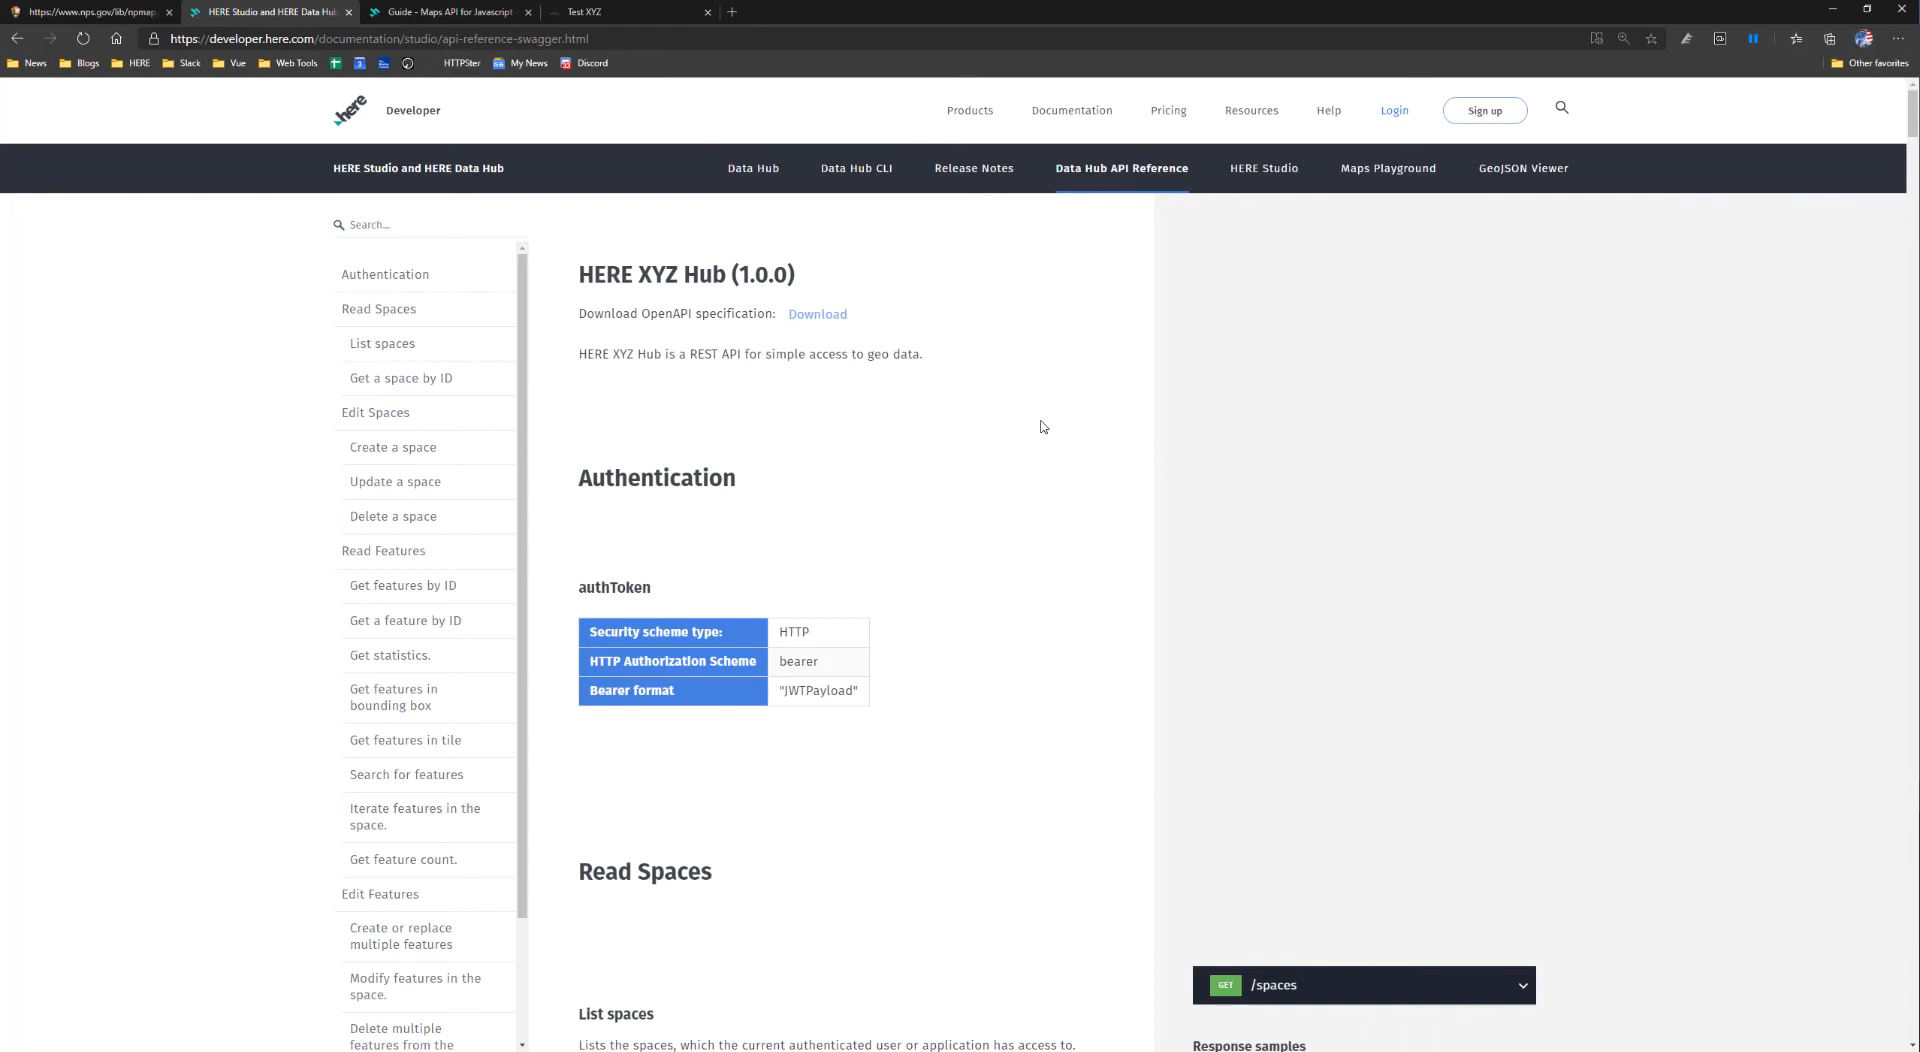 https://www.nps.gov/lib/npmap
HERE Studio and HERE Data Hub
Guide - Maps API for Javascript -
Test XYZ
https://developer.here.com/documentation/studio/api-reference-swagger.html
News
Blogs
HERE
Slack
Vue
Web Tools
HTTPSter
My News
Discord
Other favorites
here
Developer
Products
Documentation
Pricing
Resources
Help
Login
Sign up
HERE Studio and HERE Data Hub
Data Hub
Data Hub CLI
Release Notes
Data Hub API Reference
HERE Studio
Maps Playground
GeoJSON Viewer
Search...
Authentication
Read Spaces
List spaces
Get a space by ID
Edit Spaces
Create a space
Update a space
Delete a space
Read Features
Get features by ID
Get a feature by ID
Get statistics.
Get features in
bounding box
Get features in tile
Search for features
Iterate features in the
space.
Get feature count.
Edit Features
Create or replace
multiple features
Modify features in the
space.
Delete multiple
features from the
HERE XYZ Hub (1.0.0)
Download OpenAPI specification: Download
HERE XYZ Hub is a REST API for simple access to geo data.
Authentication
authToken
Security scheme type: HTTP
HTTP Authorization Scheme bearer
Bearer format "JWTPayload"
Read Spaces
List spaces
Lists the spaces, which the current authenticated user or application has access to.
GET /spaces
Response samples